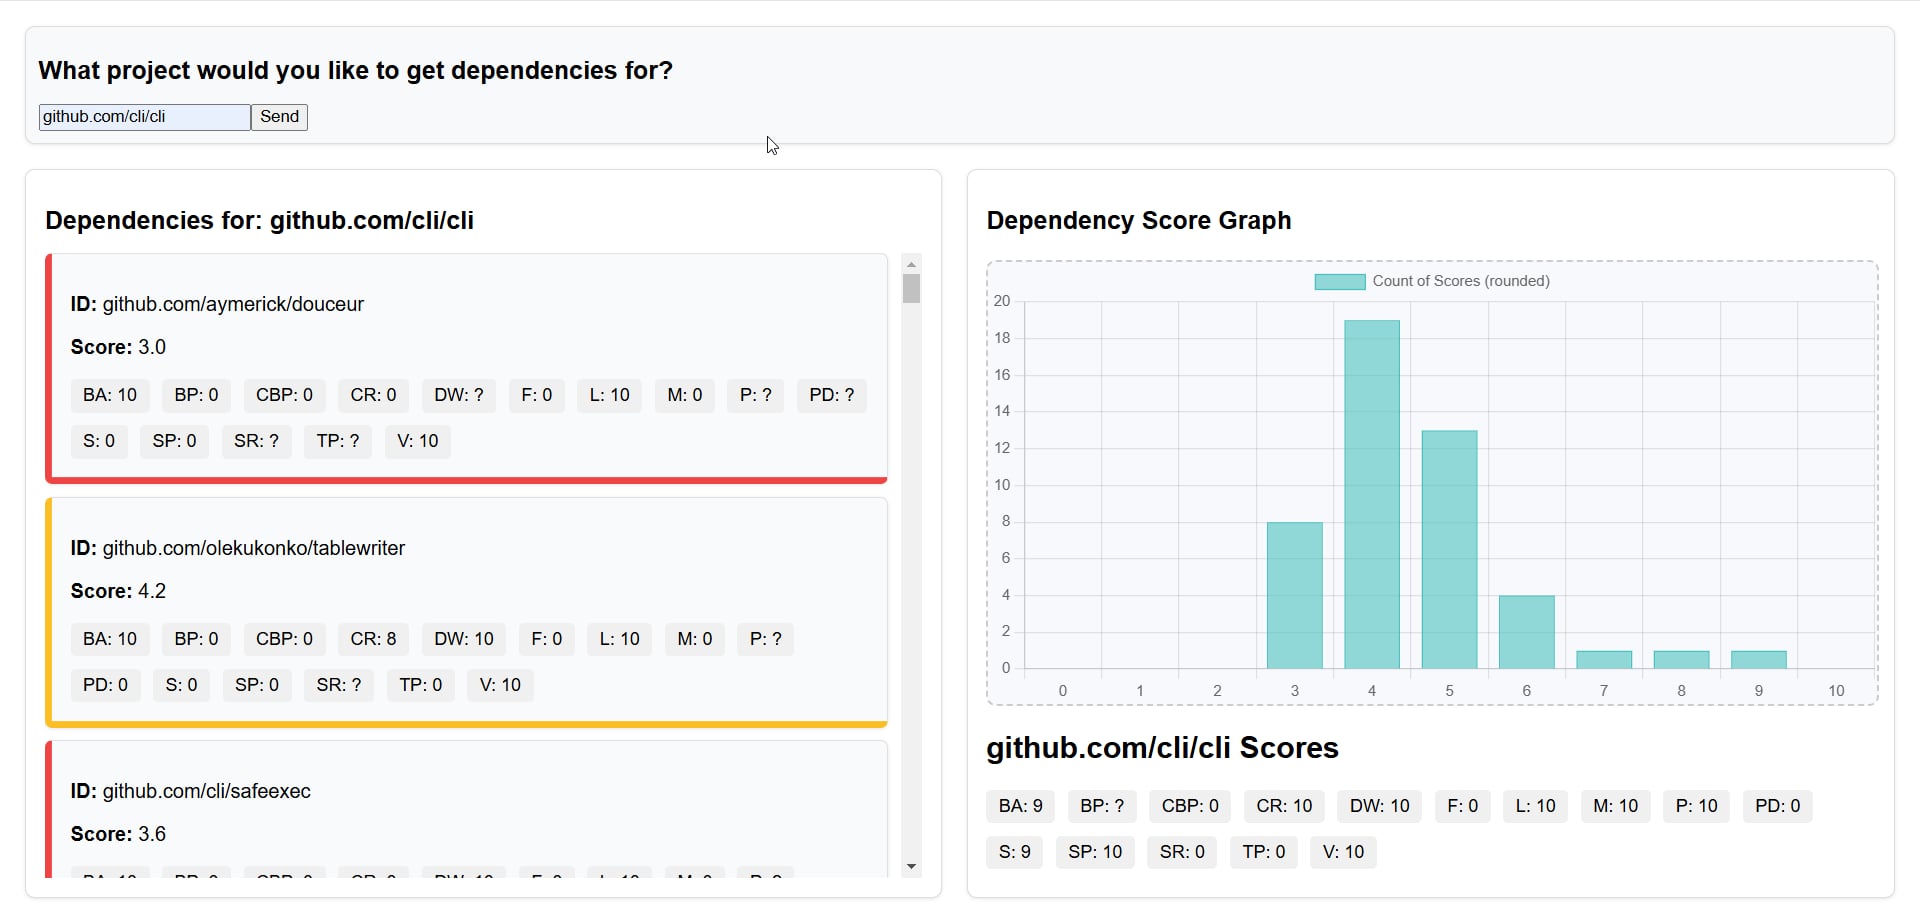 What project would you like to get dependencies for?
github.com/cli/cli Send
Dependencies for: github.com/cli/cli
ID: github.com/aymerick/douceur
Score: 3.0
BA: 10 BP: 0 CBP: 0 CR: 0 DW: ? F: 0 L: 10 M: 0 P: ? PD: ?
S: 0 SP: 0 SR: ? TP: ? V: 10
ID: github.com/olekukonko/tablewriter
Score: 4.2
BA: 10 BP: 0 CBP: 0 CR: 8 DW: 10 F: 0 L: 10 M: 0 P: ?
PD: 0 S: 0 SP: 0 SR: ? TP: 0 V: 10
ID: github.com/cli/safeexec
Score: 3.6
Dependency Score Graph
Count of Scores (rounded)
20
18
16
14
12
10
8
6
4
2
0
0 1 2 3 4 5 6 7 8 9 10
github.com/cli/cli Scores
BA: 9 BP: ? CBP: 0 CR: 10 DW: 10 F: 0 L: 10 M: 10 P: 10 PD: 0
S: 9 SP: 10 SR: 0 TP: 0 V: 10